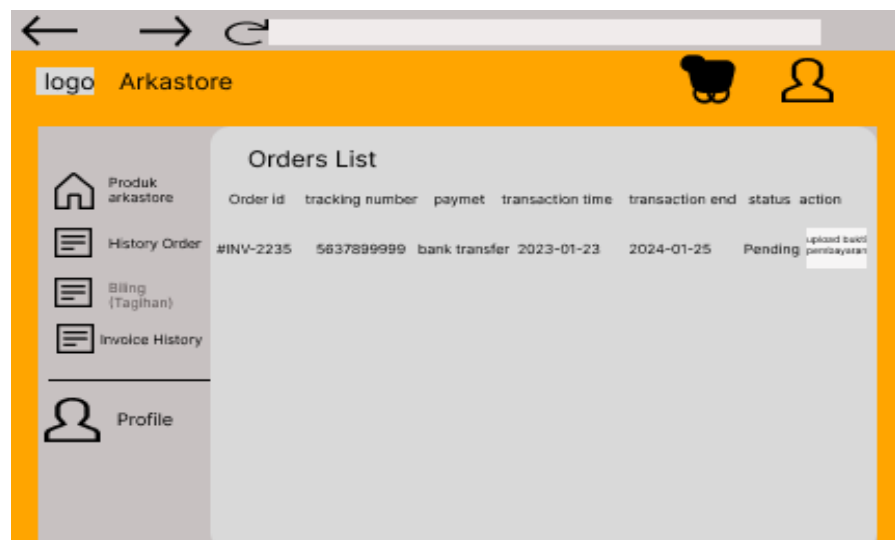 logo Arkastore
Orders List
Produk
arkastore
Order id tracking number paymet transaction time transaction end status action
History Order
#INV-2235 5637899999 bank transfer 2023-01-23 2024-01-25 Pending upload bukti
pembayaran
Biling
(Tagihan)
Invoice History
Profile